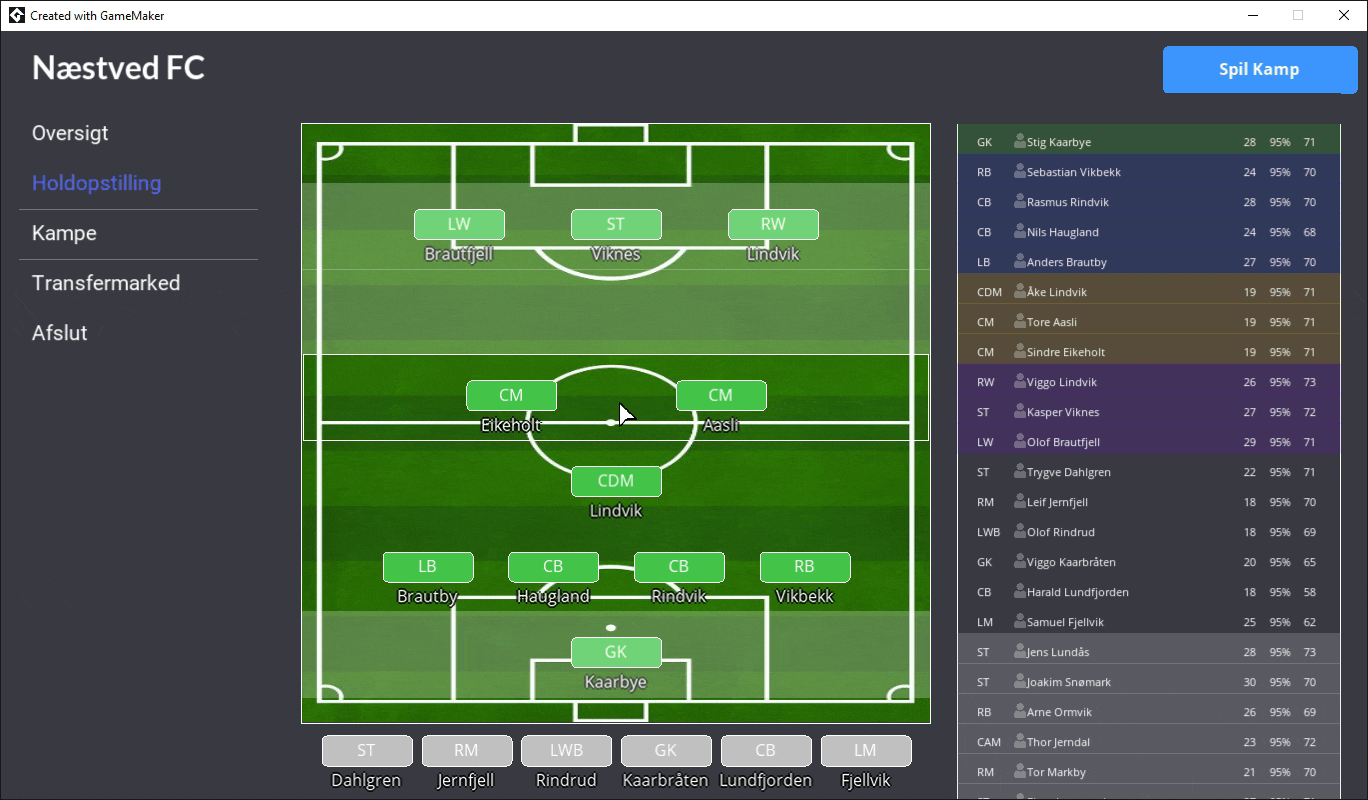 Created with GameMaker
Næstved FC
Spil Kamp
Oversigt
Holdopstilling
Kampe
Transfermarked
Afslut
LW ST RW
Brautfjell Viknes Lindvik
CM CM
Eikeholt Aasli
CDM
Lindvik
LB CB CB RB
Brautby Haugland Rindvik Vikbekk
GK
Kaarbye
ST RM LWB GK CB LM
Dahlgren Jernfjell Rindrud Kaarbråten Lundfjorden Fjellvik
GK Stig Kaarbye 28 95% 71
RB Sebastian Vikbekk 24 95% 70
CB Rasmus Rindvik 28 95% 70
CB Nils Haugland 24 95% 68
LB Anders Brautby 27 95% 70
CDM Åke Lindvik 19 95% 71
CM Tore Aasli 19 95% 71
CM Sindre Eikeholt 19 95% 71
RW Viggo Lindvik 26 95% 73
ST Kasper Viknes 27 95% 72
LW Olof Brautfjell 29 95% 71
ST Trygve Dahlgren 22 95% 71
RM Leif Jernfjell 18 95% 70
LWB Olof Rindrud 18 95% 69
GK Viggo Kaarbråten 20 95% 65
CB Harald Lundfjorden 18 95% 58
LM Samuel Fjellvik 25 95% 62
ST Jens Lundås 28 95% 73
ST Joakim Snømark 30 95% 70
RB Arne Ormvik 26 95% 69
CAM Thor Jerndal 23 95% 72
RM Tor Markby 21 95% 70